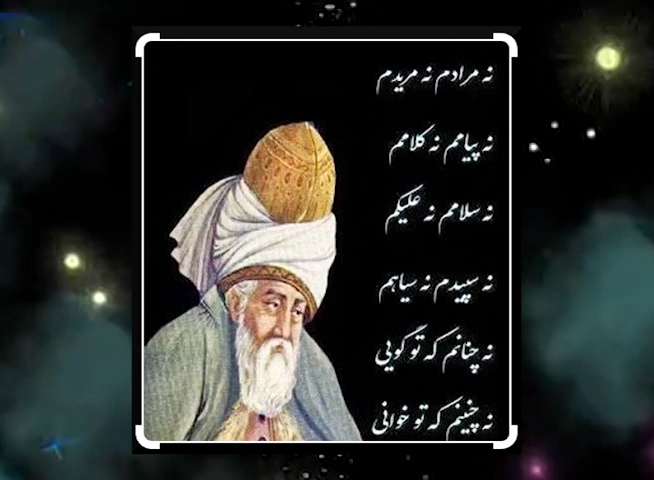 نه مرادم نه مریدم
نه پیامم نه کلامم
نه سلامم نه علیکم
نه سپیدم نه سیاهم
نه چنانم که تو گویی
نه چنینم که تو خوانی